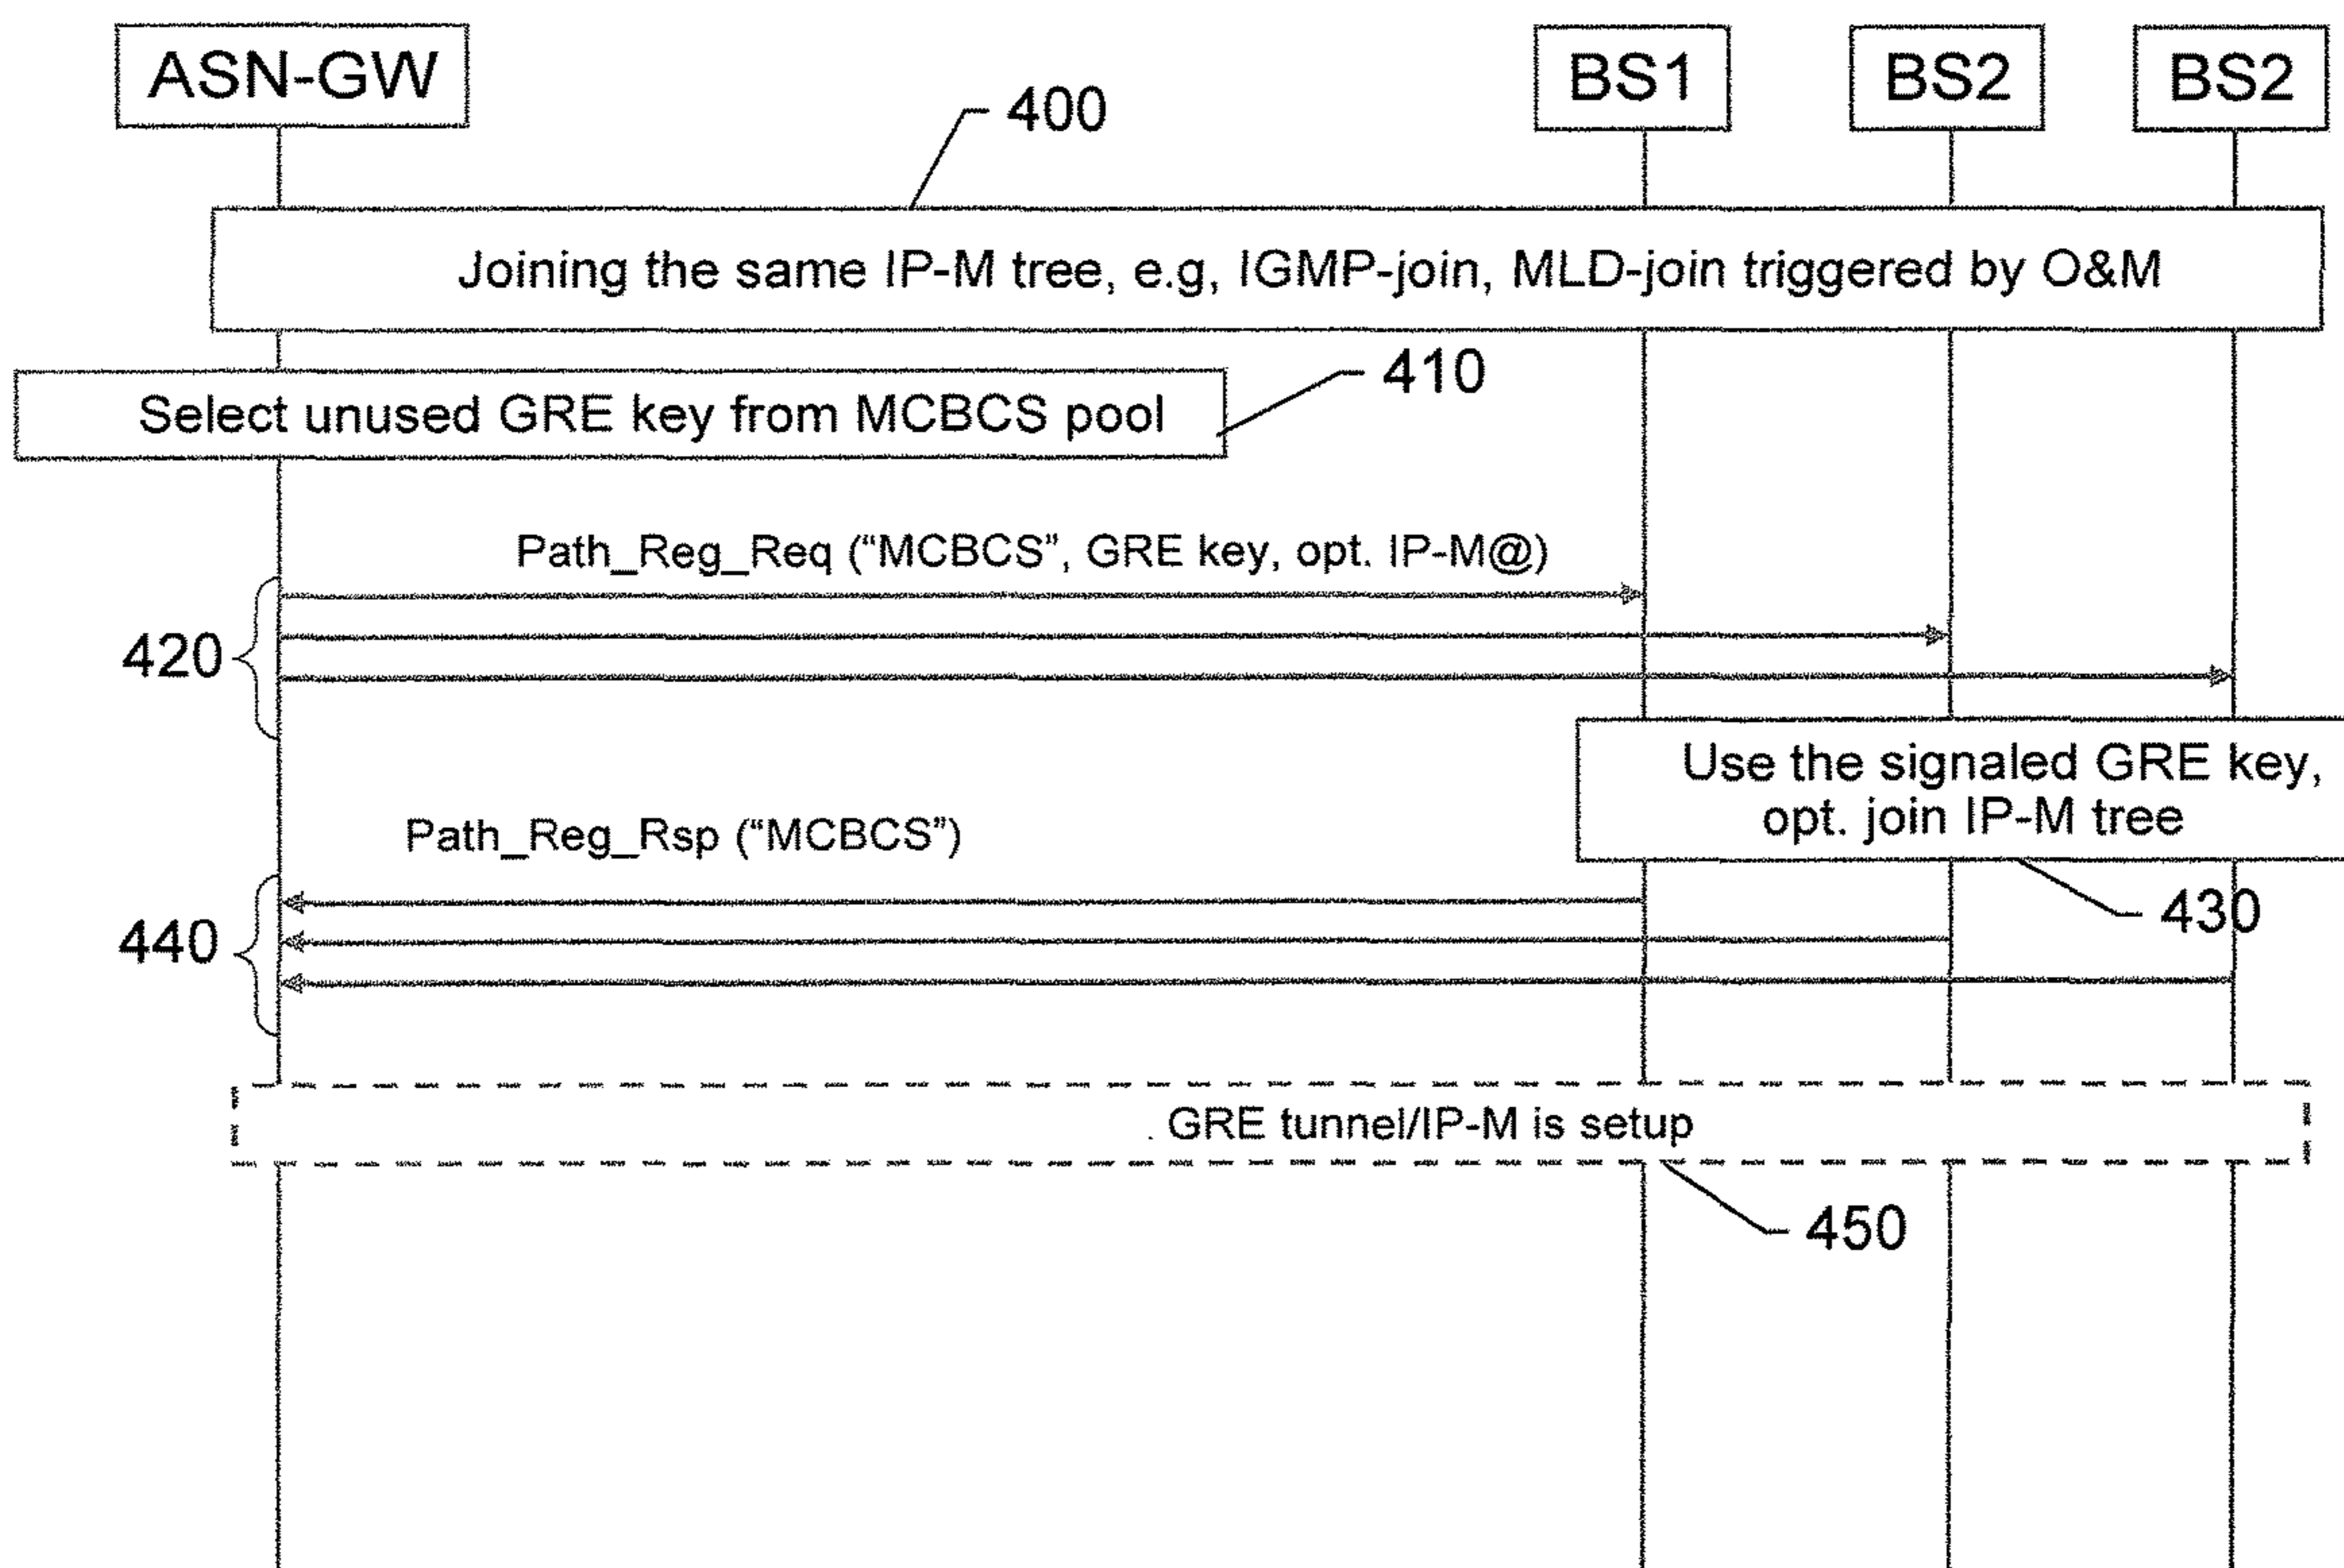 ASN-GW
BS1
BS2
BS2
400
Joining the same IP-M tree, e.g, IGMP-join, MLD-join triggered by O&M
410
Select unused GRE key from MCBCS pool
Path_Reg_Req (“MCBCS”, GRE key, opt. IP-M@)
420
Use the signaled GRE key,
opt. join IP-M tree
Path_Reg_Rsp (“MCBCS”)
430
440
. GRE tunnel/IP-M is setup
450